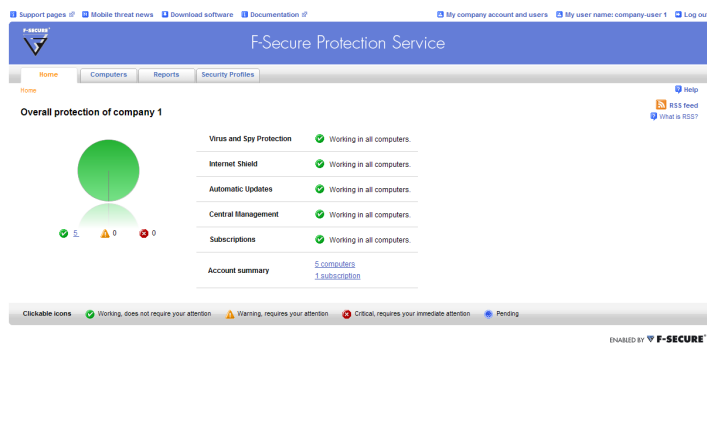 Support pages Mobile threat news Download software Documentation My company account and users My user name: company-user 1 Log ou
F-SECURE
F-Secure Protection Service
Home Computers Reports Security Profiles
Home
Help
RSS feed
What is RSS?
Overall protection of company 1
Virus and Spy Protection Working in all computers.
Internet Shield Working in all computers.
Automatic Updates Working in all computers.
Central Management Working in all computers.
5 0 0
Subscriptions Working in all computers.
Account summary 5 computers
1 subscription
Clickable icons Working, does not require your attention Warning, requires your attention Critical, requires your immediate attention Pending
ENABLED BY F-SECURE